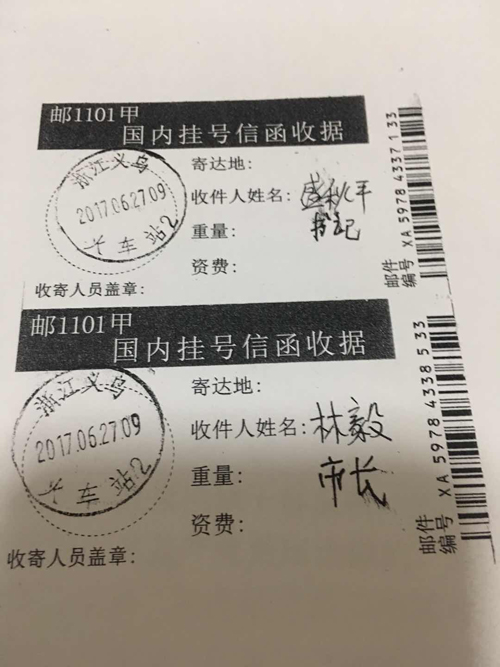 邮1101甲
国内挂号信函收据
浙江义乌
2017.06.27.09
火车站2
寄达地:
收件人姓名:盛秋平
书记
重量:
资费:
收寄人员盖章:
邮件
编号 XA 5978 4337 1 33
邮1101甲
国内挂号信函收据
浙江义乌
2017.06.27.09
火车站2
寄达地:
收件人姓名:林毅
市长
重量:
资费:
收寄人员盖章:
邮件
编号 XA 5978 4338 5 33